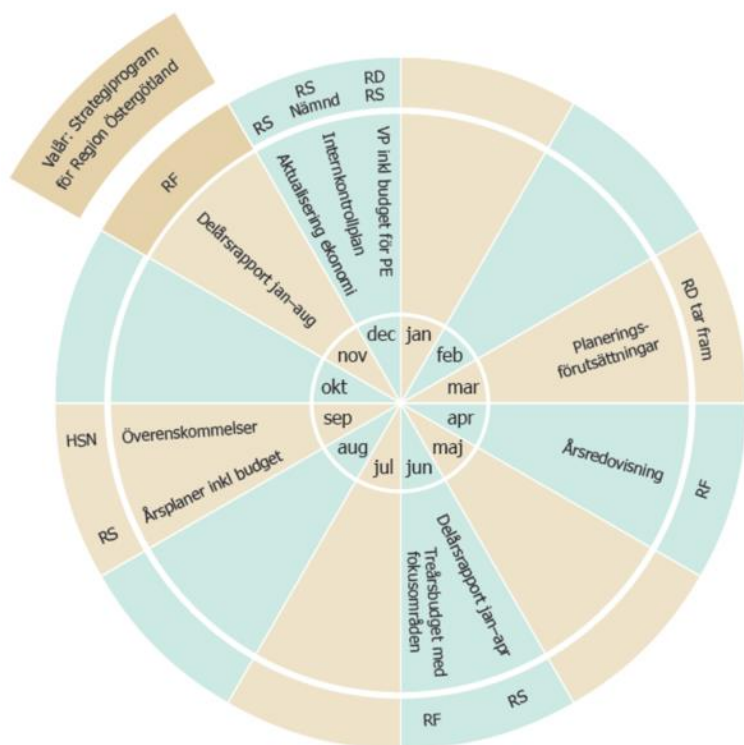 Valår: Strategiprogram
för Region Östergötland
RF
Delårsrapport jan–aug
RS
Aktualisering ekonomi
RS
Nämnd
Internkontrollplan
RD
RS
VP inkl budget för PE
RD tar fram
Planerings-
förutsättningar
RF
Årsredovisning
RS
Delårsrapport jan–apr
RF
Treårsbudget med
fokusområden
HSN
Överenskommelser
RS
Årsplaner inkl budget
jan
feb
mar
apr
maj
jun
jul
aug
sep
okt
nov
dec